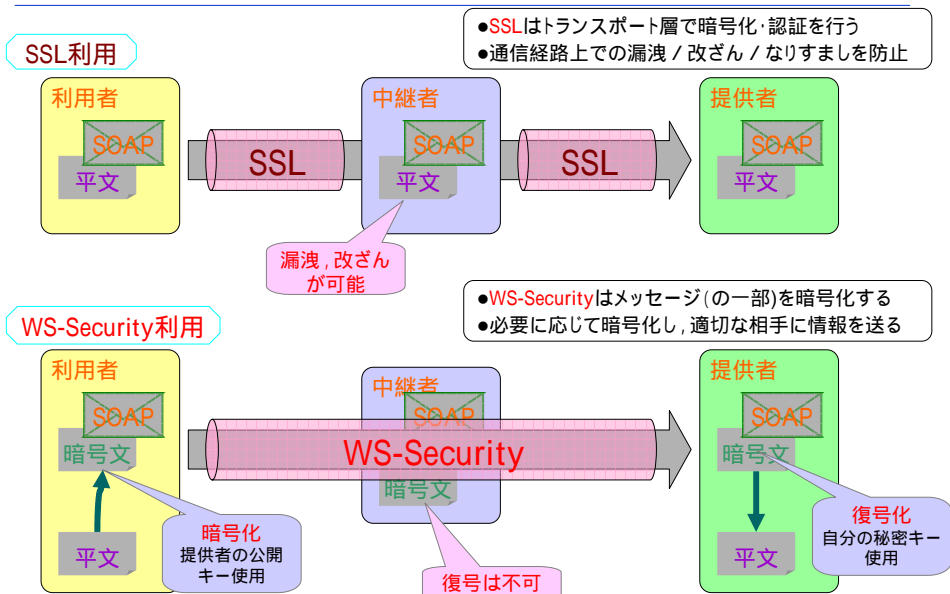 SSL利用
●SSLはトランスポート層で暗号化・認証を行う
●通信経路上での漏洩 / 改ざん / なりすましを防止
利用者
SOAP
平文
SSL
中継者
SOAP
平文
SSL
提供者
SOAP
平文
漏洩 , 改ざん
が可能
WS-Security利用
●WS-Securityはメッセージ(の一部)を暗号化する
●必要に応じて暗号化し , 適切な相手に情報を送る
利用者
SOAP
暗号文
平文
暗号化
提供者の公開
キー使用
中継者
SOAP
WS-Security
暗号文
復号は不可
提供者
SOAP
暗号文
平文
復号化
自分の秘密キー
使用